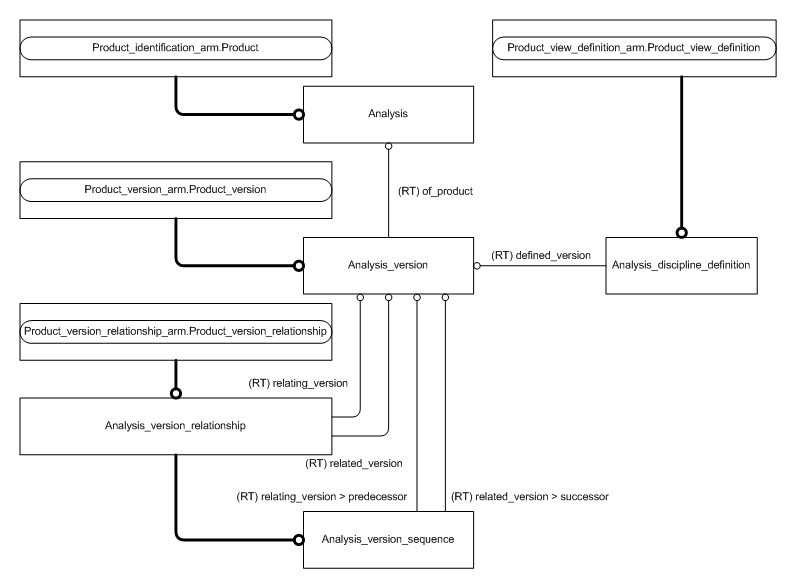 Product_identification_arm.Product
Product_view_definition_arm.Product_view_definition
Analysis
Product_version_arm.Product_version
(RT) of_product
Analysis_version
(RT) defined_version
Analysis_discipline_definition
Product_version_relationship_arm.Product_version_relationship
(RT) relating_version
Analysis_version_relationship
(RT) related_version
(RT) relating_version > predecessor
(RT) related_version > successor
Analysis_version_sequence